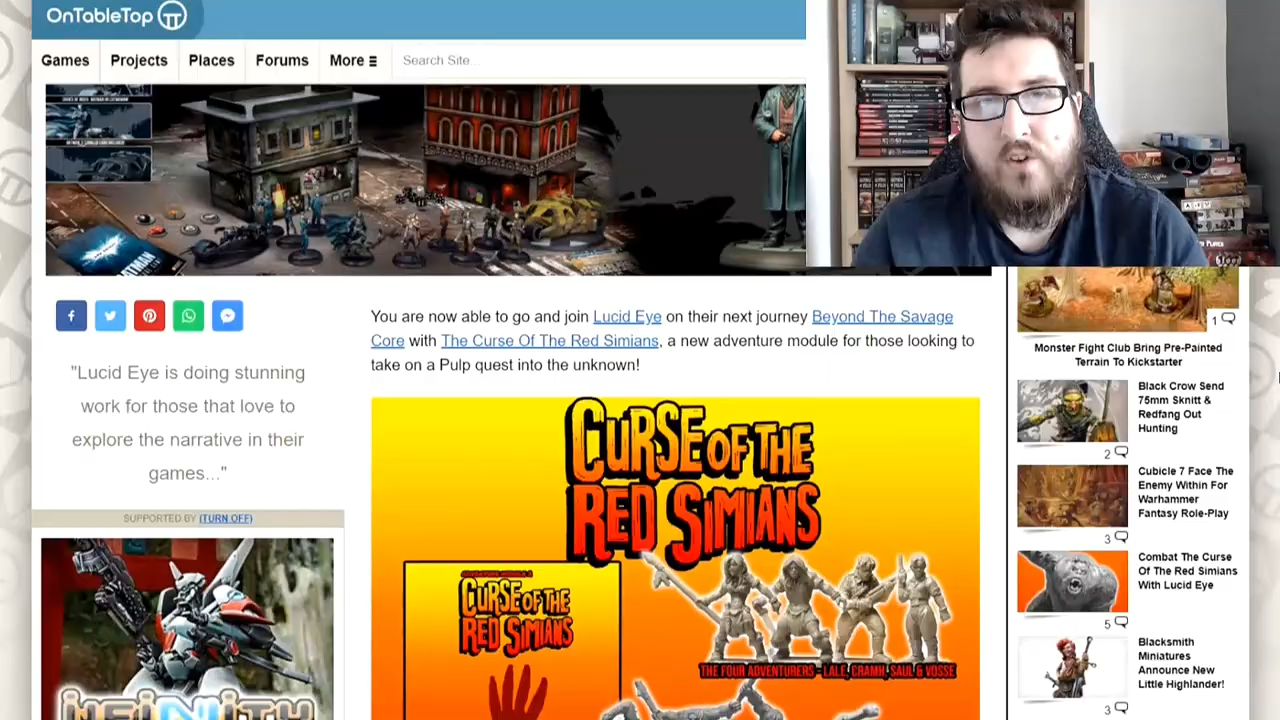 OnTableTop
Games
Projects
Places
Forums
More
Search Site..
BATMAN
You are now able to go and join Lucid Eye on their next journey Beyond The Savage
Core with The Curse Of The Red Simians, a new adventure module for those looking to
take on a Pulp quest into the unknown!
"Lucid Eye is doing stunning
work for those that love to
explore the narrative in their
games..."
SUPPORTED BY (TURN OFF)
INFINITY
CURSE OF THE
RED SIMIANS
CURSE OF THE
RED SIMIANS
THE FOUR ADVENTURERS - LALE, CRAMH, SAUL & VOSSE
1
Monster Fight Club Bring Pre-Painted
Terrain To Kickstarter
Black Crow Send
75mm Sknitt &
Redfang Out
Hunting
2
Cubicle 7 Face The
Enemy Within For
Warhammer
Fantasy Role-Play
3
Combat The Curse
Of The Red Simians
With Lucid Eye
5
Blacksmith
Miniatures
Announce New
Little Highlander!
3